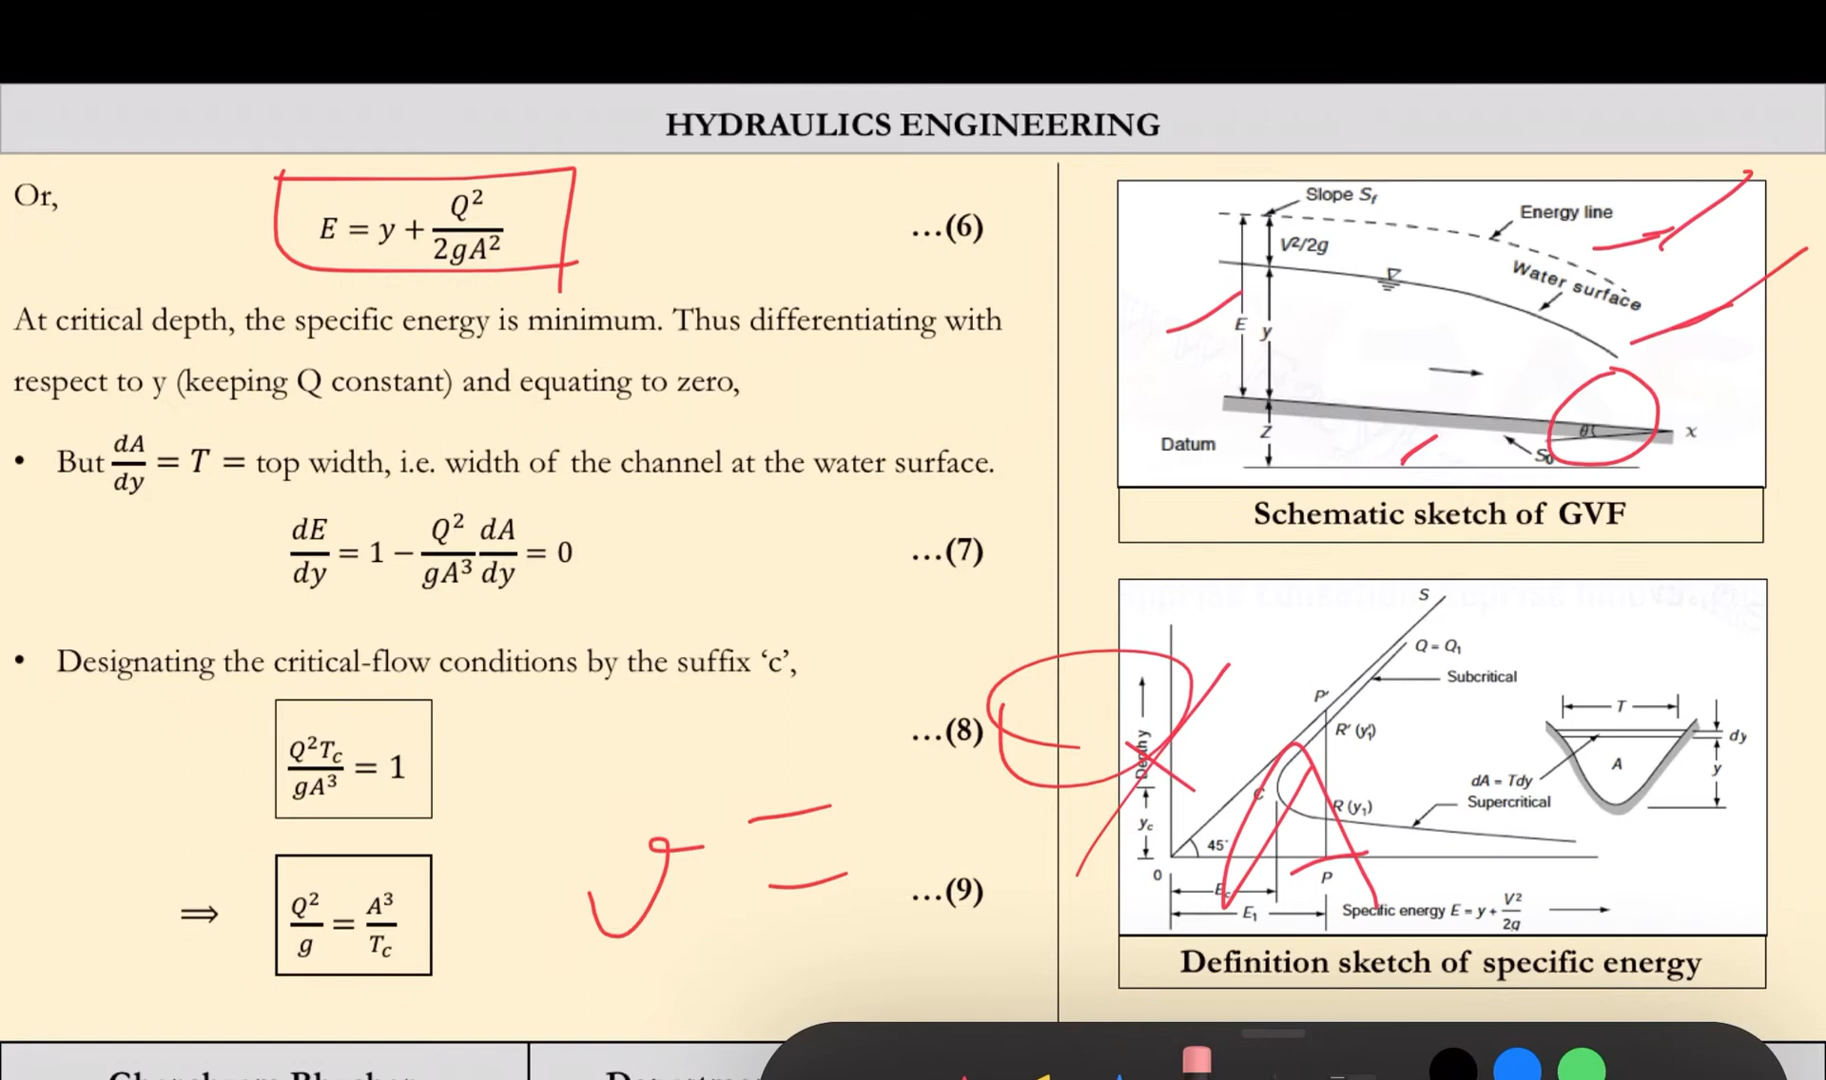 HYDRAULICS ENGINEERING
Or,
E = y + Q²/2gA² ...(6)
At critical depth, the specific energy is minimum. Thus differentiating with
respect to y (keeping Q constant) and equating to zero,
• But dA/dy = T = top width, i.e. width of the channel at the water surface.
dE/dy = 1 − Q²/gA³ dA/dy = 0 ...(7)
• Designating the critical-flow conditions by the suffix ‘c’,
Q²T_c/gA³ = 1 ...(8)
⟹ Q²/g = A³/T_c ...(9)
Slope S_f
Energy line
V²/2g
Water surface
E y
θ
x
Z
Datum
S₀
Schematic sketch of GVF
S
Q = Q₁
Subcritical
P'
R' (y'₁)
T
dy
A
y
Depth y
dA = Tdy
C
R (y₁)
Supercritical
y_c
45°
0
P
E_c
E₁
Specific energy E = y + V²/2g
Definition sketch of specific energy